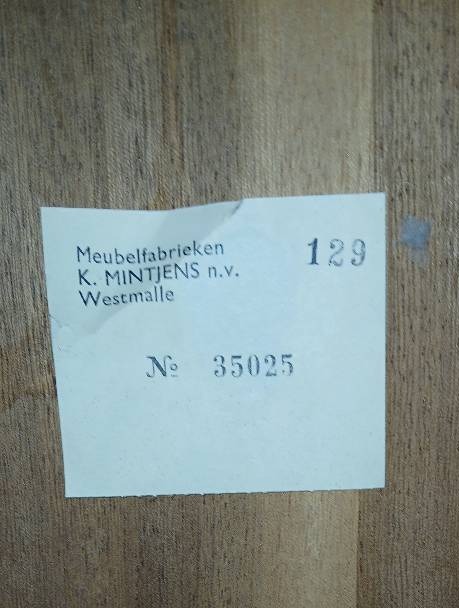 Meubelfabrieken
K. MINTJENS n.v.
Westmalle
129
№ 35025